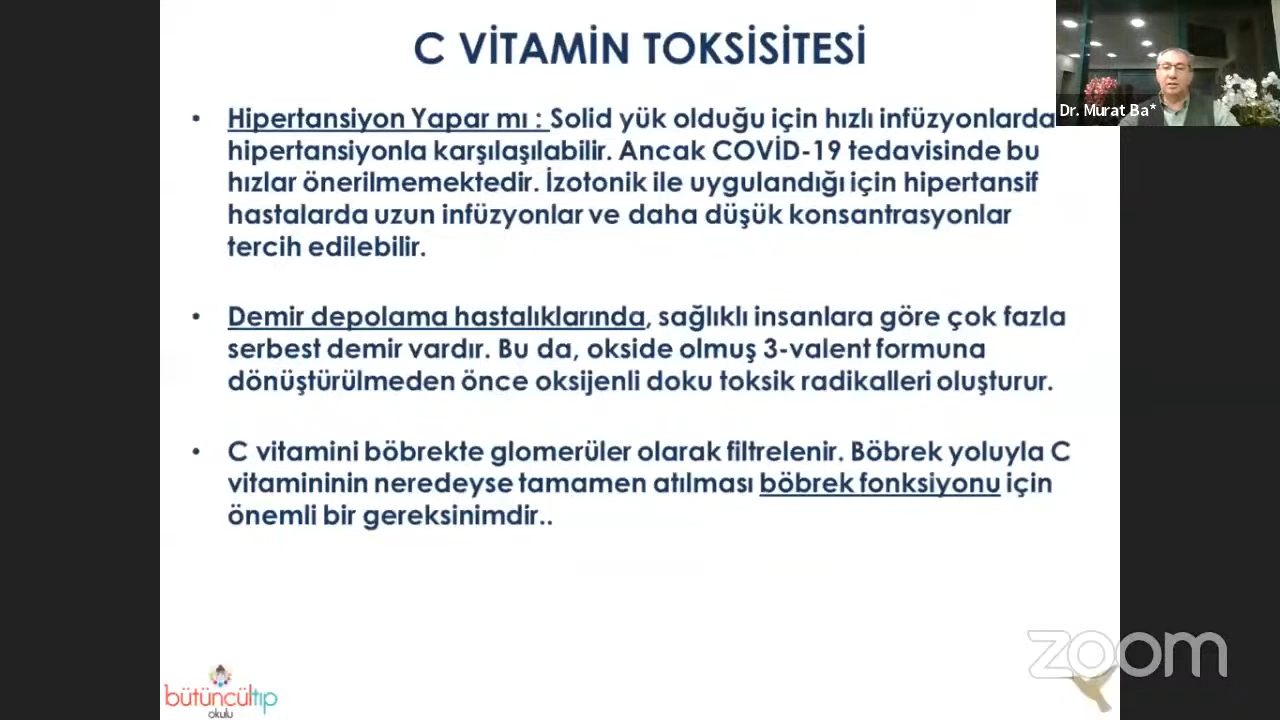 C VİTAMİN TOKSİSİTESİ
Dr. Murat Ba*
• Hipertansiyon Yapar mı : Solid yük olduğu için hızlı infüzyonlarda
hipertansiyonla karşılaşılabilir. Ancak COVİD-19 tedavisinde bu
hızlar önerilmemektedir. İzotonik ile uygulandığı için hipertansif
hastalarda uzun infüzyonlar ve daha düşük konsantrasyonlar
tercih edilebilir.
• Demir depolama hastalıklarında, sağlıklı insanlara göre çok fazla
serbest demir vardır. Bu da, okside olmuş 3-valent formuna
dönüştürülmeden önce oksijenli doku toksik radikalleri oluşturur.
• C vitamini böbrekte glomerüler olarak filtrelenir. Böbrek yoluyla C
vitamininin neredeyse tamamen atılması böbrek fonksiyonu için
önemli bir gereksinimdir..
zoom
bütüncültıp
okulu